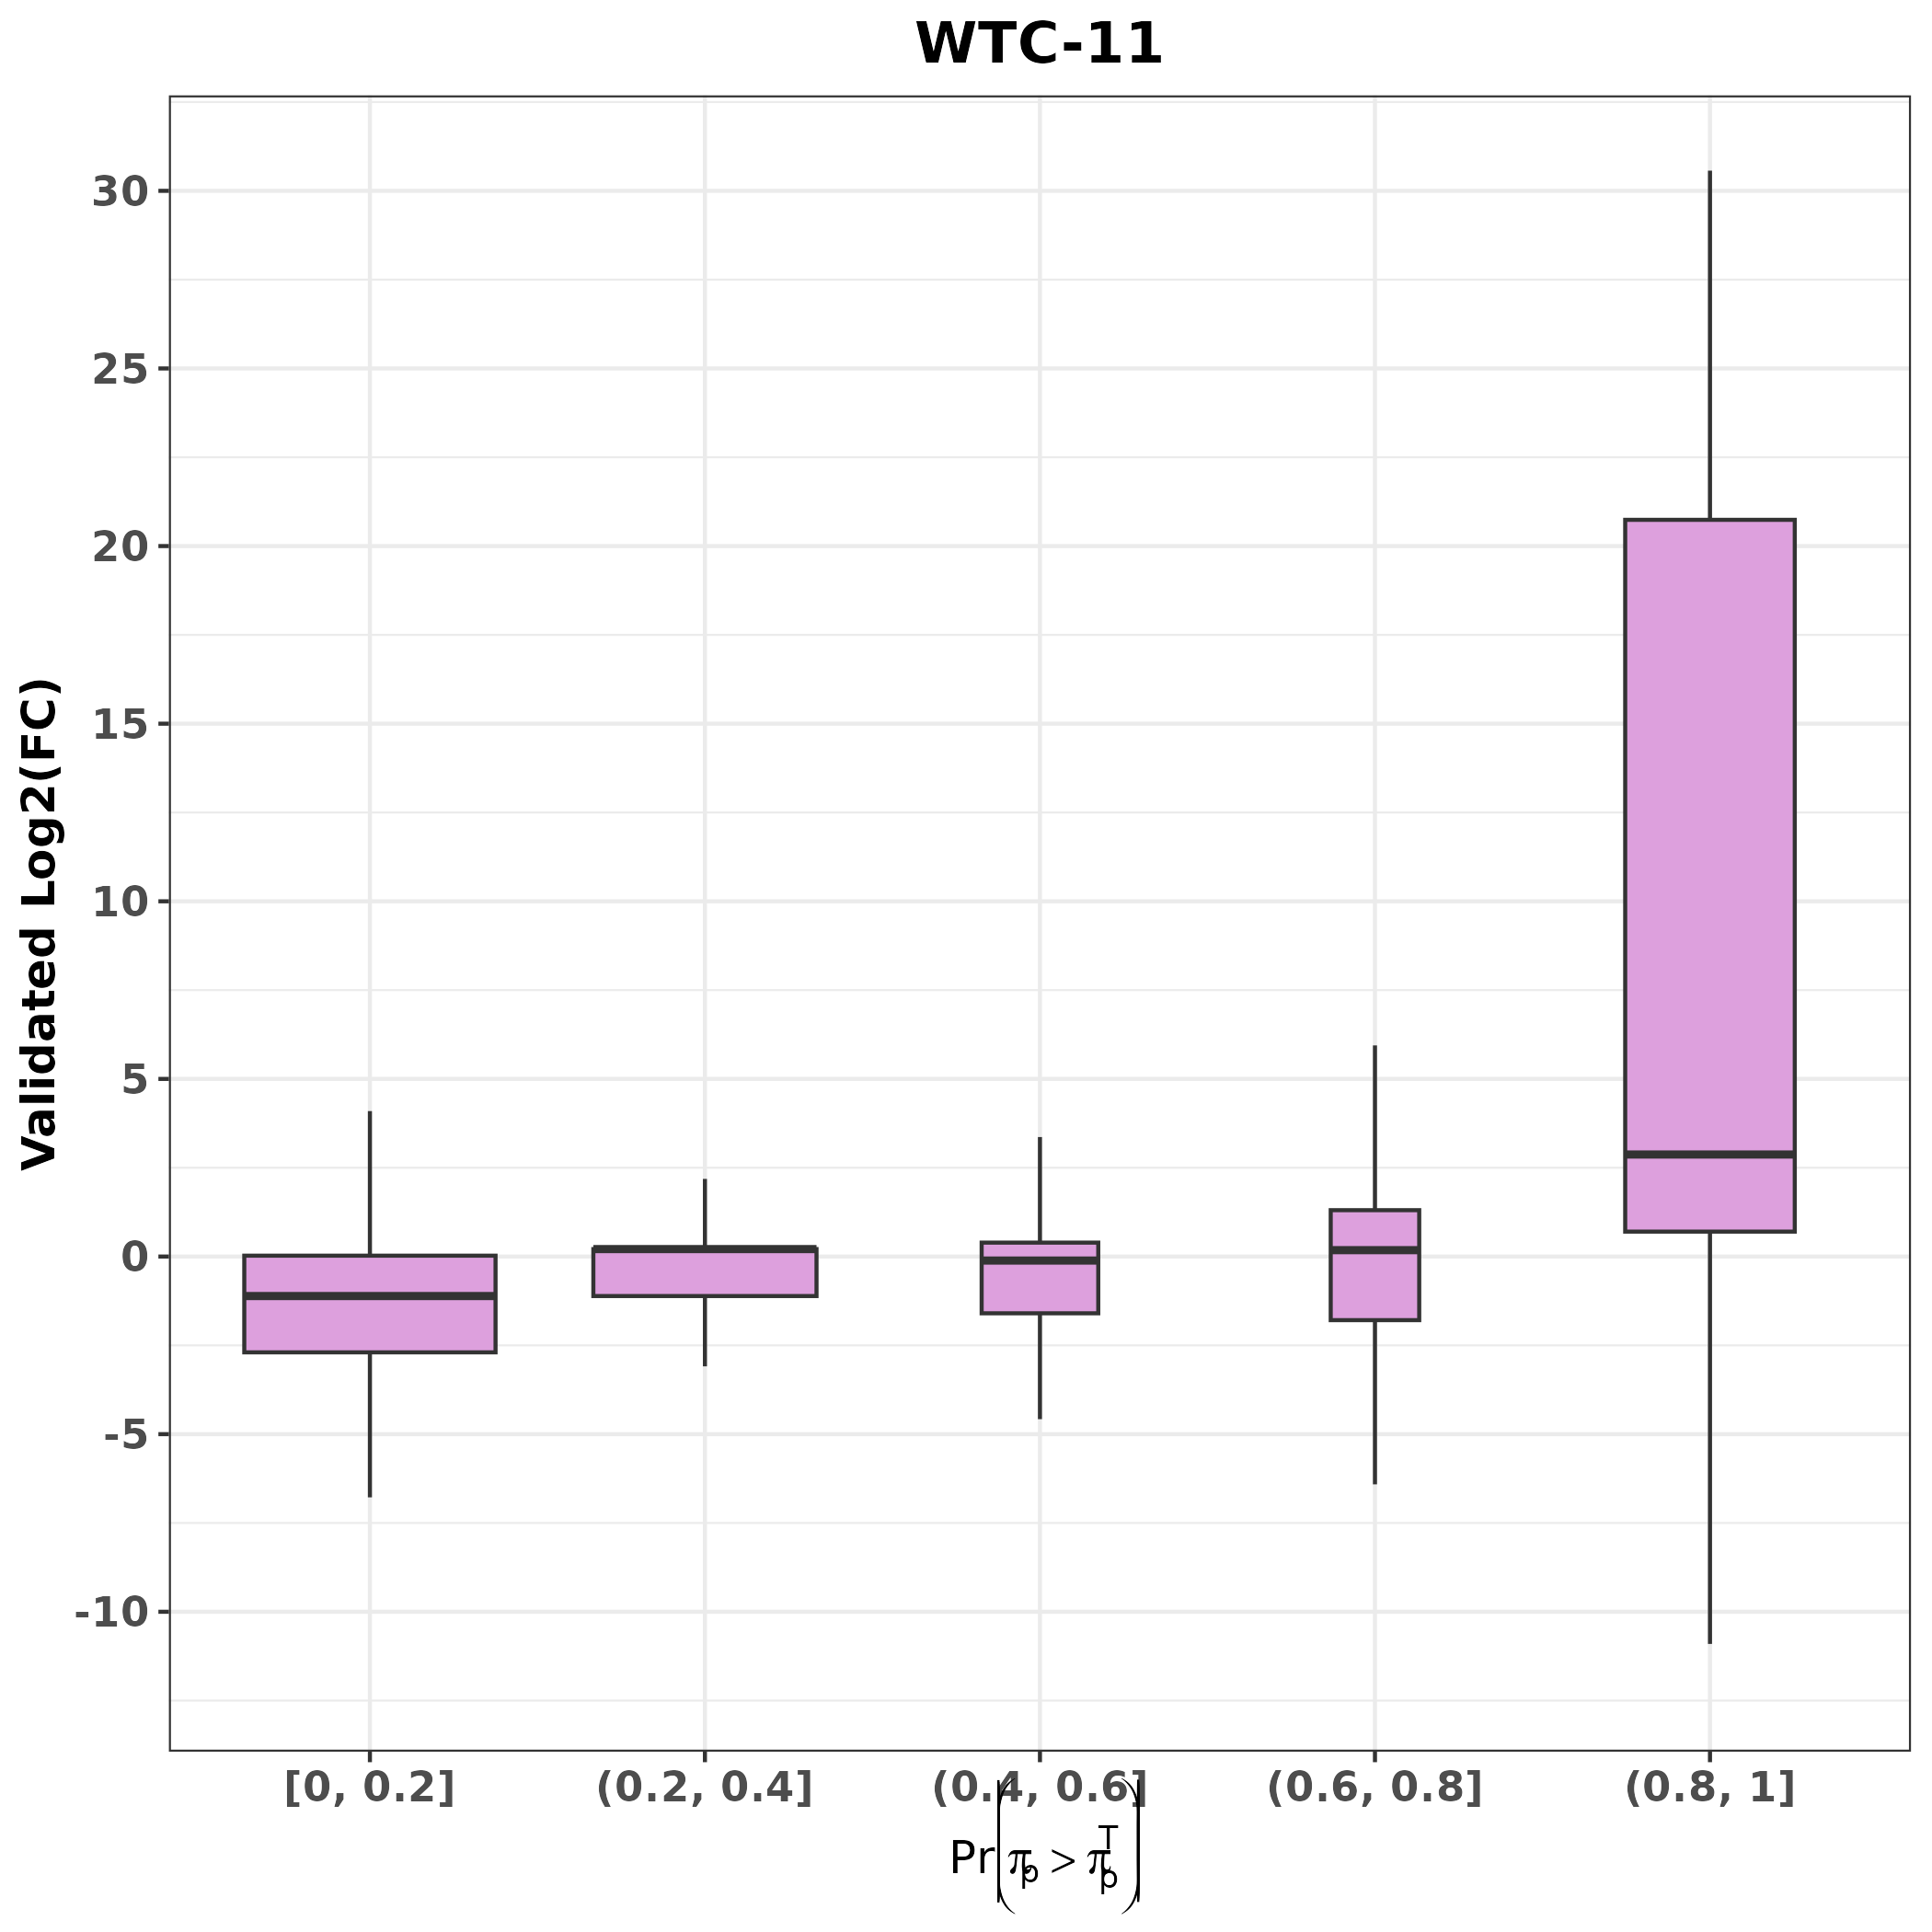 WTC-11
Validated Log2(FC)
30
25
20
15
10
5
0
-5
-10
[0, 0.2] (0.2, 0.4] (0.4, 0.6] (0.6, 0.8] (0.8, 1]
Pr(πp > πpT)